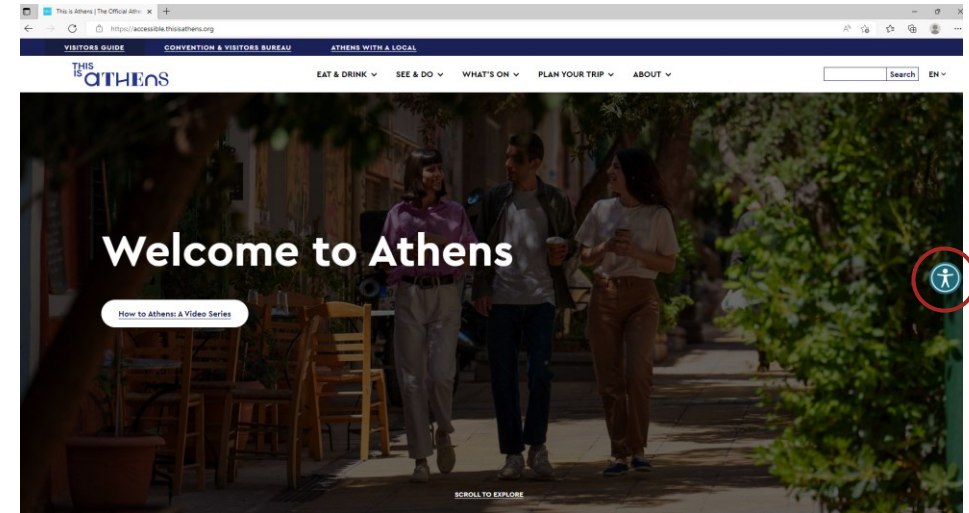 This is Athens | The Official Athe
https://accessible.thisisathens.org
VISITORS GUIDE CONVENTION & VISITORS BUREAU ATHENS WITH A LOCAL
THIS
IS ATHENS
EAT & DRINK SEE & DO WHAT'S ON PLAN YOUR TRIP ABOUT Search EN
Welcome to Athens
How to Athens: A Video Series
SCROLL TO EXPLORE